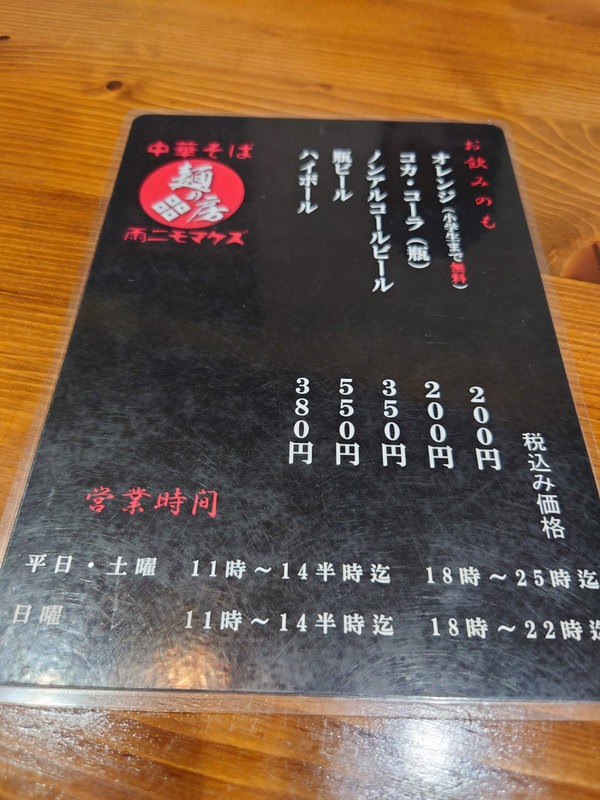 お飲みのも
オレンジ(小学生まで無料) 200円
コカ・コーラ(瓶) 200円
ノンアルコールビール 350円
瓶ビール 550円
ハイボール 380円
税込み価格
中華そば
麺の房
雨ニモマケズ
営業時間
平日・土曜 11時～14半時迄 18時～25時迄
日曜 11時～14半時迄 18時～22時迄